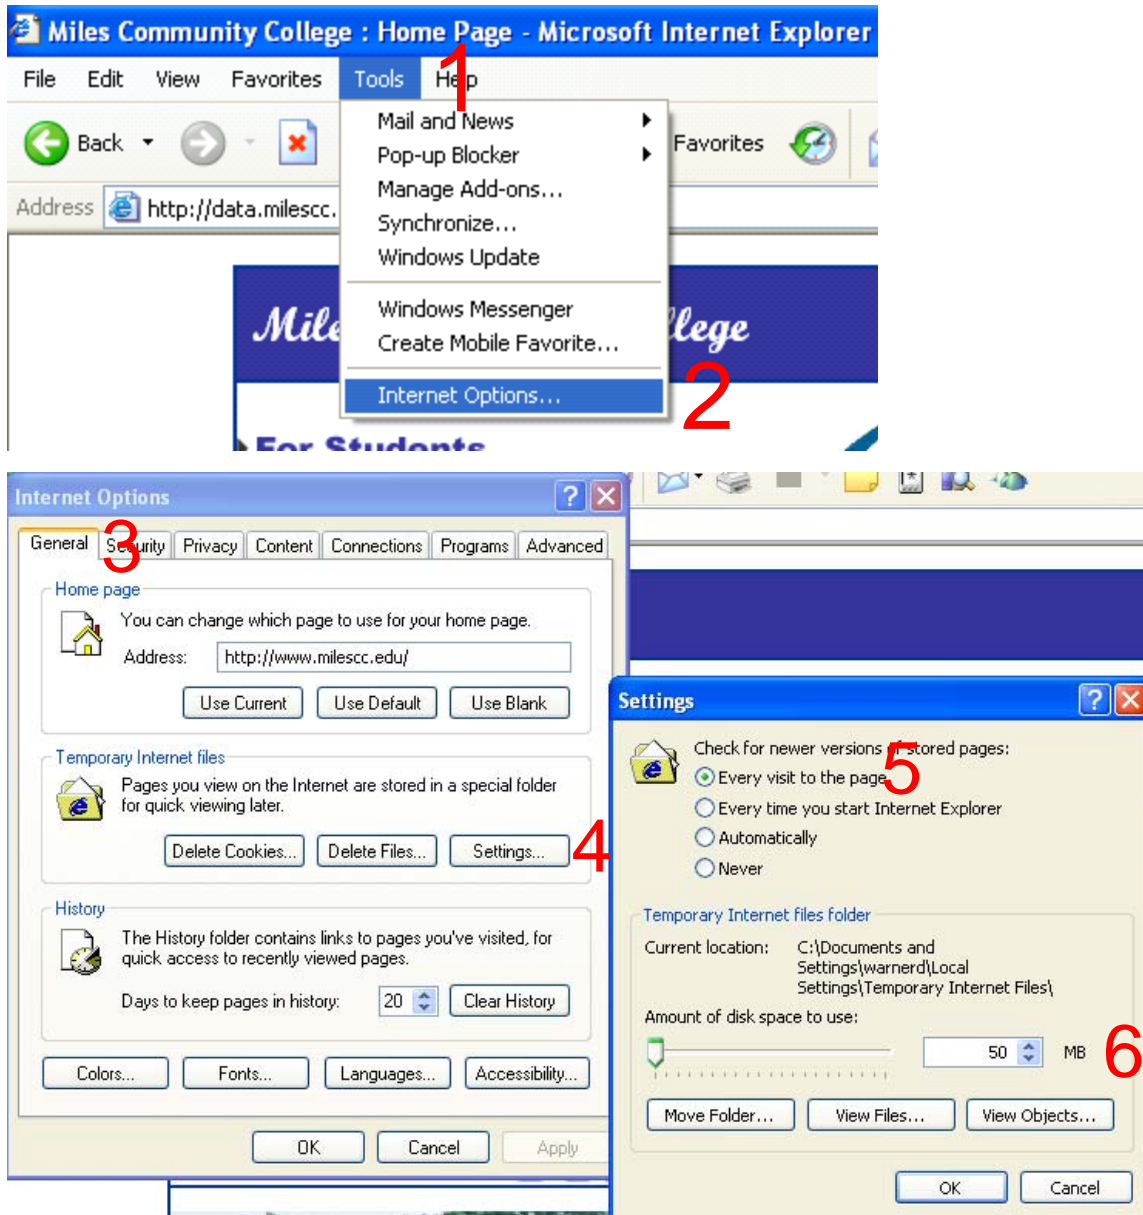 Miles Community College : Home Page - Microsoft Internet Explorer
1
File Edit View Favorites Tools Help
Mail and News
Back
Favorites
Pop-up Blocker
Manage Add-ons...
Address http://data.milescc.
Synchronize...
Windows Update
Windows Messenger
Mile llege
Create Mobile Favorite...
Internet Options...
2
For Students
Internet Options
3
General Security Privacy Content Connections Programs Advanced
Home page
You can change which page to use for your home page.
Address: http://www.milescc.edu/
Use Current Use Default Use Blank
Temporary Internet files
Pages you view on the Internet are stored in a special folder
for quick viewing later.
Delete Cookies... Delete Files... Settings... 4
History
The History folder contains links to pages you've visited, for
quick access to recently viewed pages.
Days to keep pages in history: 20 Clear History
Colors... Fonts... Languages... Accessibility...
OK Cancel Apply
Settings
Check for newer versions of stored pages:
5
Every visit to the page
Every time you start Internet Explorer
Automatically
Never
Temporary Internet files folder
Current location: C:\Documents and
Settings\warnerd\Local
Settings\Temporary Internet Files\
Amount of disk space to use:
50 MB 6
Move Folder... View Files... View Objects...
OK Cancel